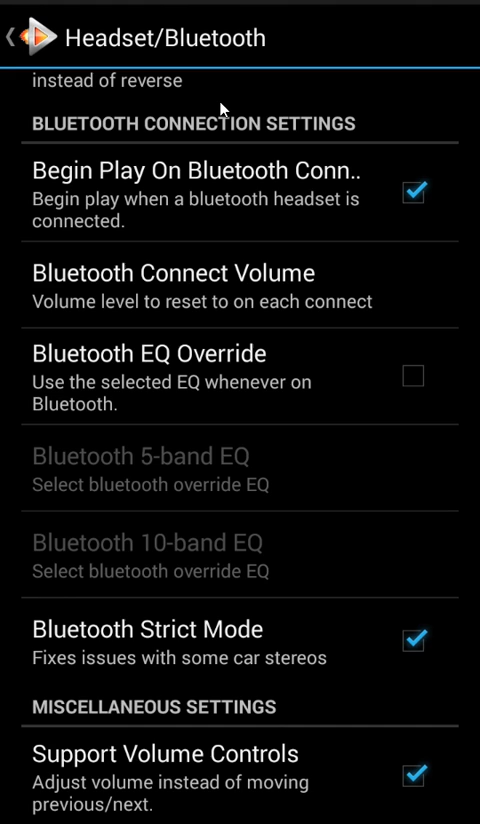 Headset/Bluetooth
instead of reverse
BLUETOOTH CONNECTION SETTINGS
Begin Play On Bluetooth Conn..
Begin play when a bluetooth headset is
connected.
Bluetooth Connect Volume
Volume level to reset to on each connect
Bluetooth EQ Override
Use the selected EQ whenever on
Bluetooth.
Bluetooth 5-band EQ
Select bluetooth override EQ
Bluetooth 10-band EQ
Select bluetooth override EQ
Bluetooth Strict Mode
Fixes issues with some car stereos
MISCELLANEOUS SETTINGS
Support Volume Controls
Adjust volume instead of moving
previous/next.